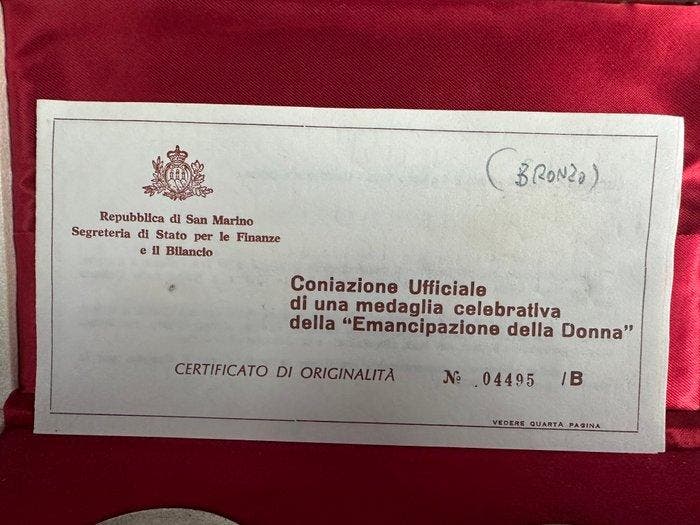 (BRONZO)
Repubblica di San Marino
Segreteria di Stato per le Finanze
e il Bilancio
Coniazione Ufficiale
di una medaglia celebrativa
della "Emancipazione della Donna"
CERTIFICATO DI ORIGINALITÀ № .04495 /B
VEDERE QUARTA PAGINA